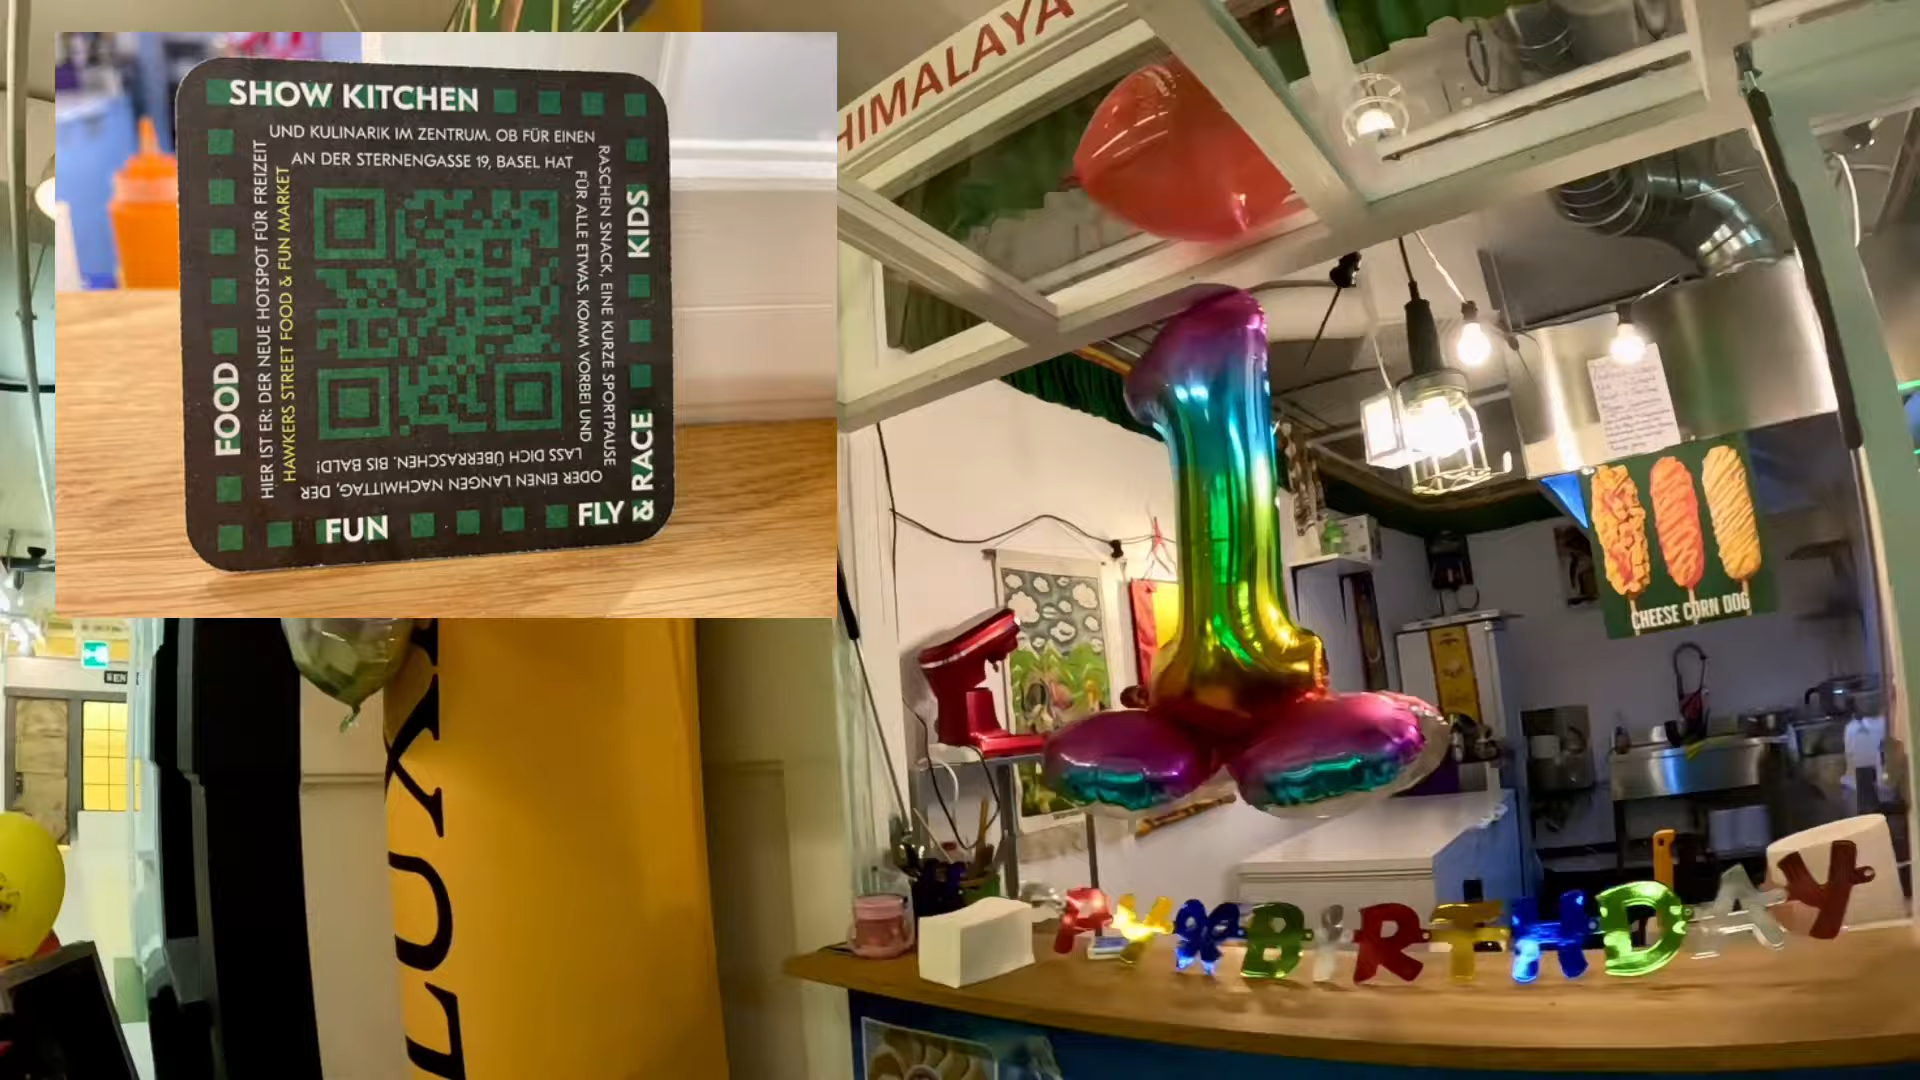 SHOW KITCHEN
UND KULINARIK IM ZENTRUM. OB FÜR EINEN
AN DER STERNENGASSE 19, BASEL HAT
RASCHEN SNACK, EINE KURZE SPORTPAUSE
FÜR ALLE ETWAS. KOMM VORBEI UND
KIDS
FLY & RACE
ODER EINEN LANGEN NACHMITTAG, DER
LASS DICH ÜBERRASCHEN. BIS BALD!
FUN
FOOD
HIER IST ER: DER NEUE HOTSPOT FÜR FREIZEIT
HAWKERS STREET FOOD & FUN MARKET
HIMALAYA
CHEESE CORN DOG
BIRTHDAY
LUX